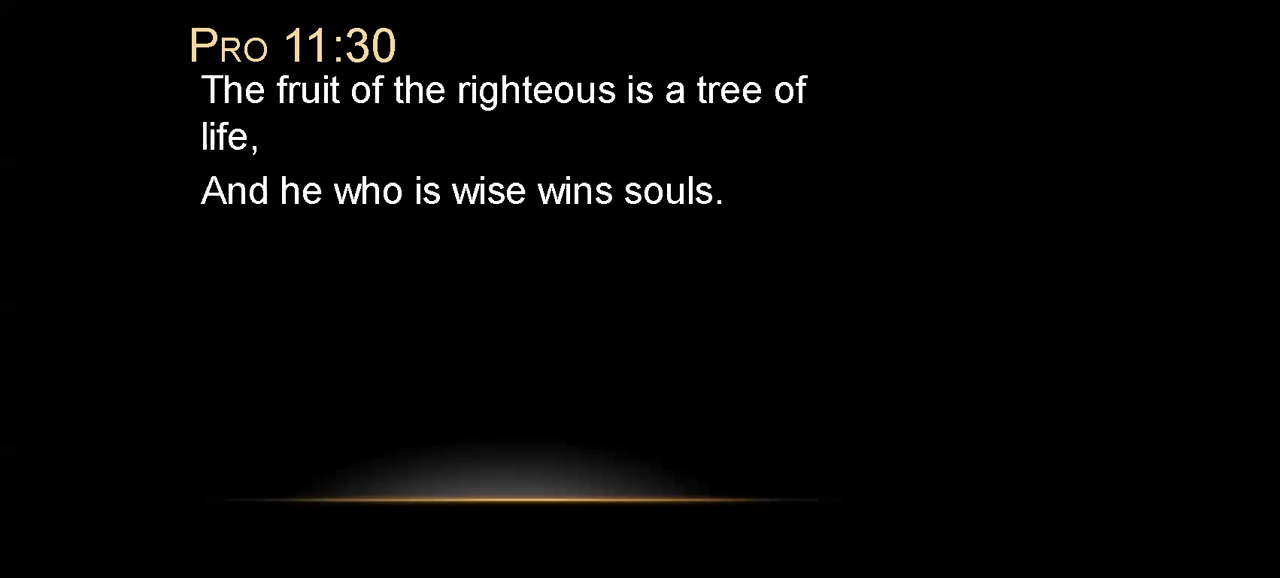 PRO 11:30
The fruit of the righteous is a tree of
life,
And he who is wise wins souls.